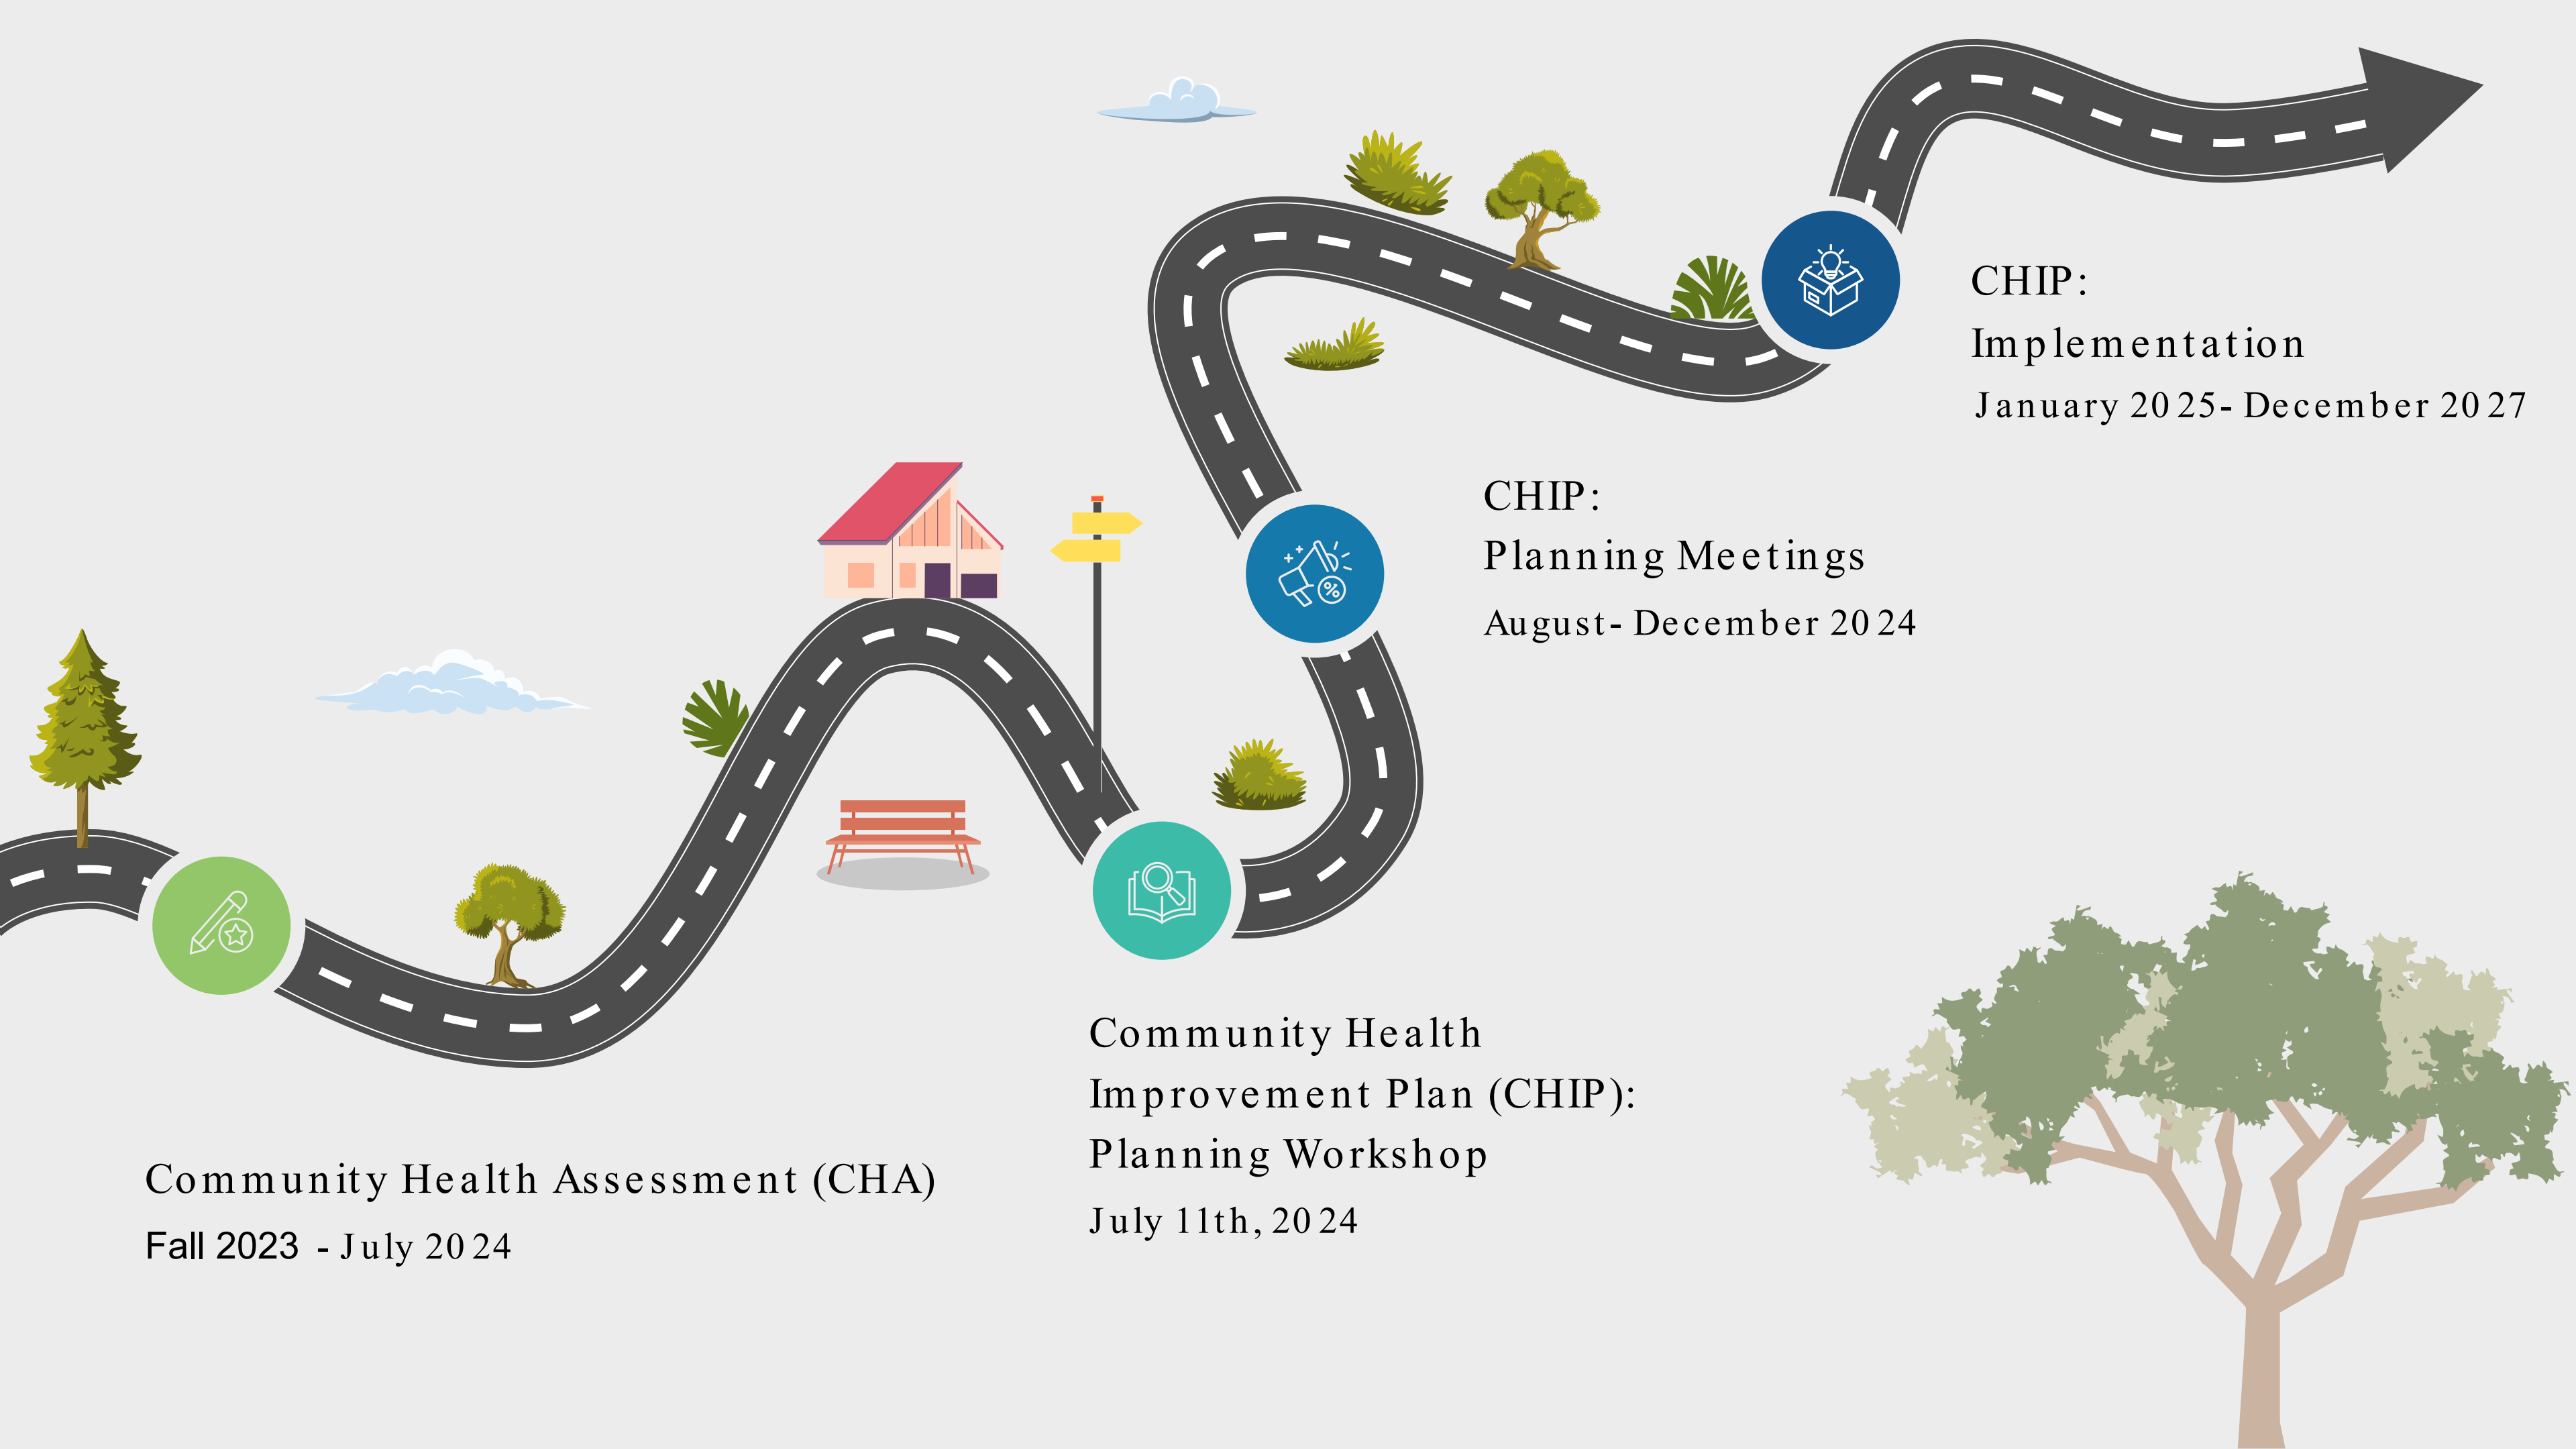 Community Health Assessment (CHA)
Fall 2023 - July 2024
Community Health
Improvement Plan (CHIP):
Planning Workshop
July 11th, 2024
CHIP:
Planning Meetings
August- December 2024
CHIP:
Implementation
January 2025- December 2027
%